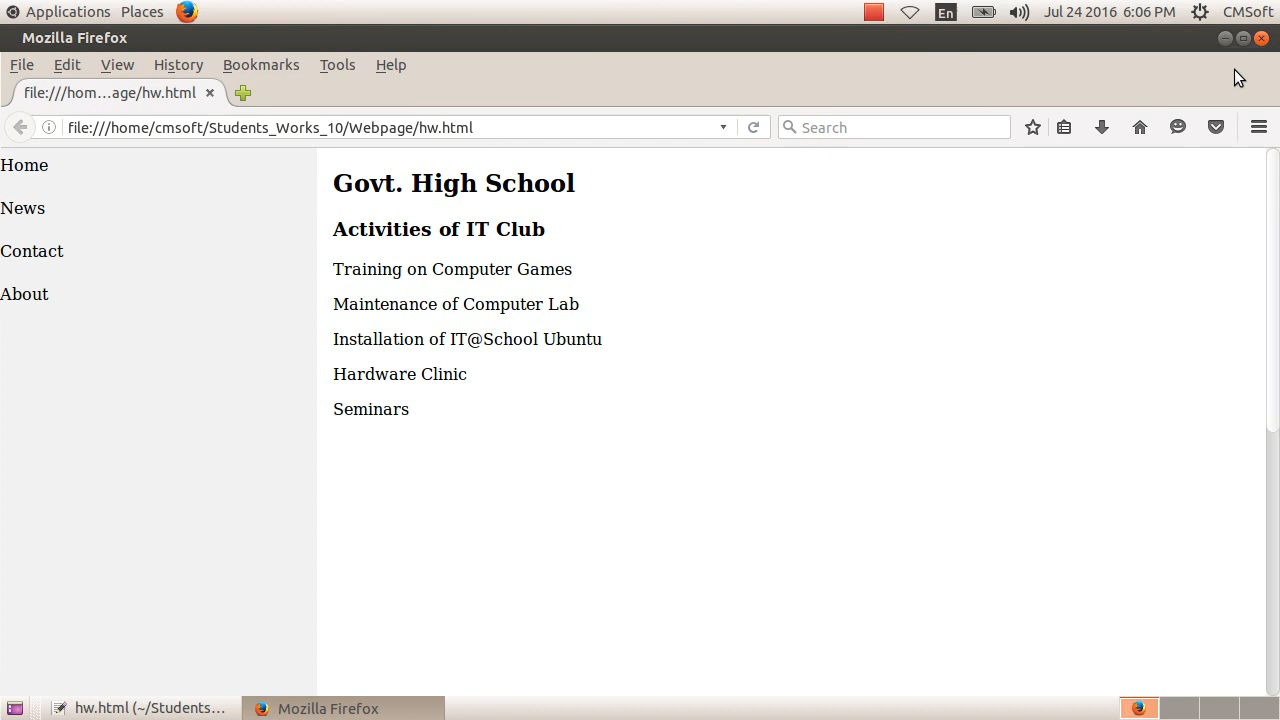 Applications Places En Jul 24 2016 6:06 PM CMSoft
Mozilla Firefox
File Edit View History Bookmarks Tools Help
file:///hom...age/hw.html
file:///home/cmsoft/Students_Works_10/Webpage/hw.html Search
Home
News
Contact
About
Govt. High School
Activities of IT Club
Training on Computer Games
Maintenance of Computer Lab
Installation of IT@School Ubuntu
Hardware Clinic
Seminars
hw.html (~/Students... Mozilla Firefox